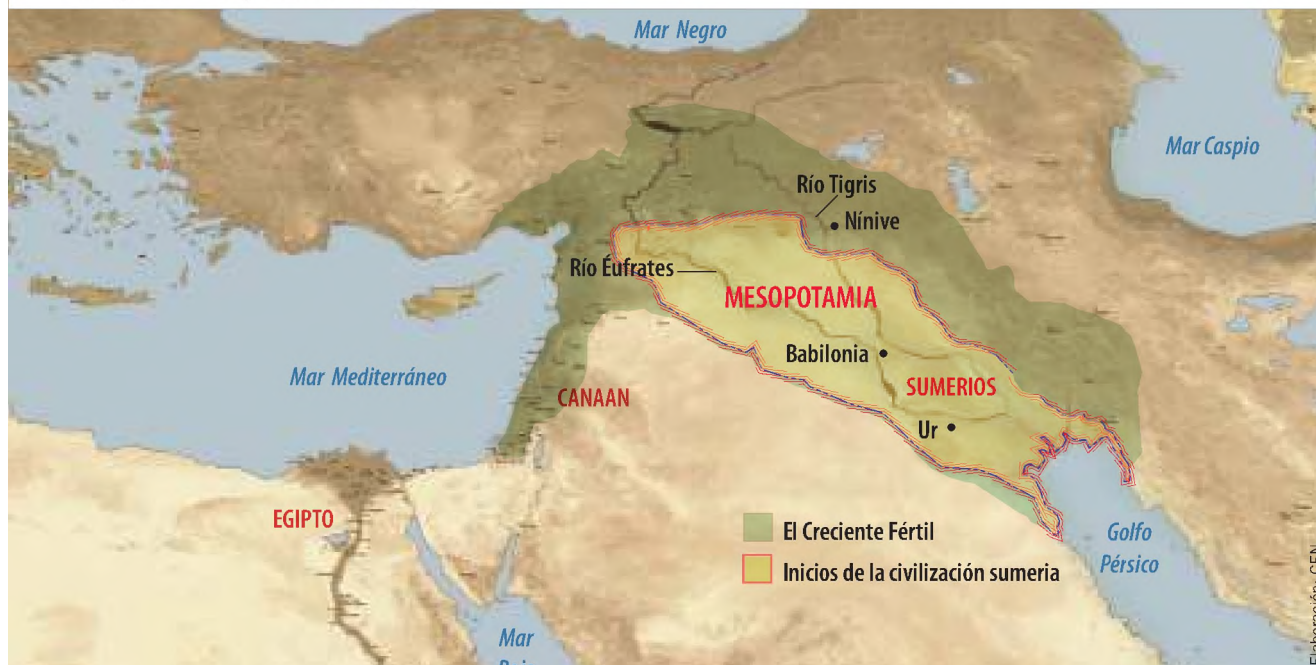 Mar Negro
Mar Caspio
Río Tigris
Nínive
Río Éufrates
MESOPOTAMIA
Babilonia
Mar Mediterráneo
SUMERIOS
CANAAN
Ur
EGIPTO
El Creciente Fértil
Golfo
Pérsico
Inicios de la civilización sumeria
Mar